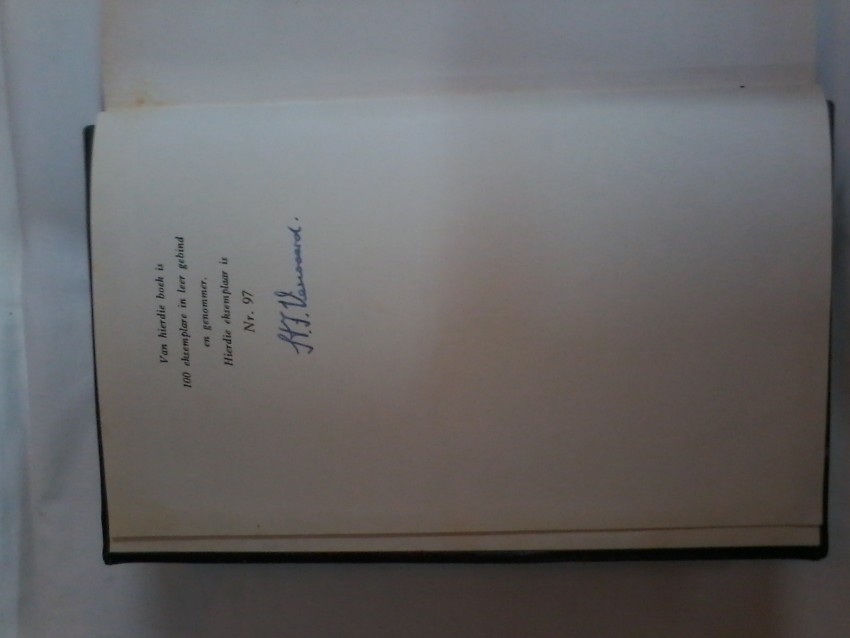 Van hierdie boek is
100 eksemplare in leer gebind
en genommer.
Hierdie eksemplaar is
Nr. 97